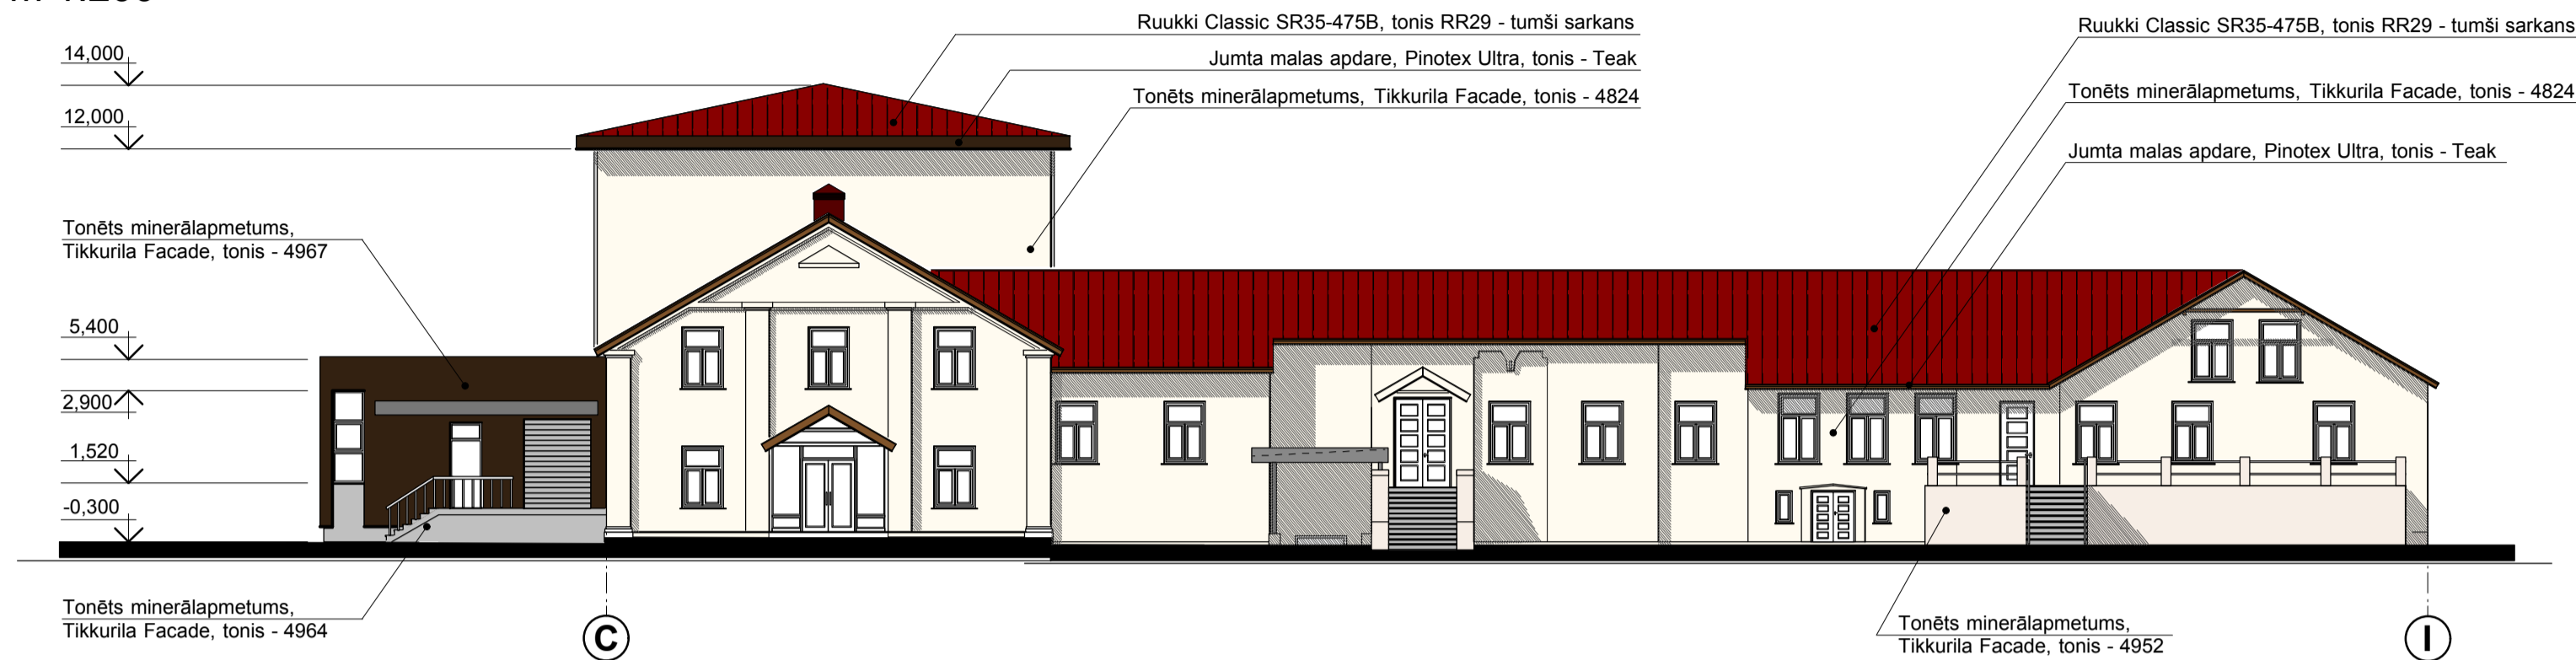 Ruukki Classic SR35-475B, tonis RR29 - tumši sarkans
Jumta malas apdare, Pinotex Ultra, tonis - Teak
Tonēts minerālapmetums, Tikkurila Facade, tonis - 4824
Ruukki Classic SR35-475B, tonis RR29 - tumši sarkans
Tonēts minerālapmetums, Tikkurila Facade, tonis - 4824
Jumta malas apdare, Pinotex Ultra, tonis - Teak
14,000
12,000
Tonēts minerālapmetums,
Tikkurila Facade, tonis - 4967
5,400
2,900
1,520
-0,300
Tonēts minerālapmetums,
Tikkurila Facade, tonis - 4964
C
Tonēts minerālapmetums,
Tikkurila Facade, tonis - 4952
I